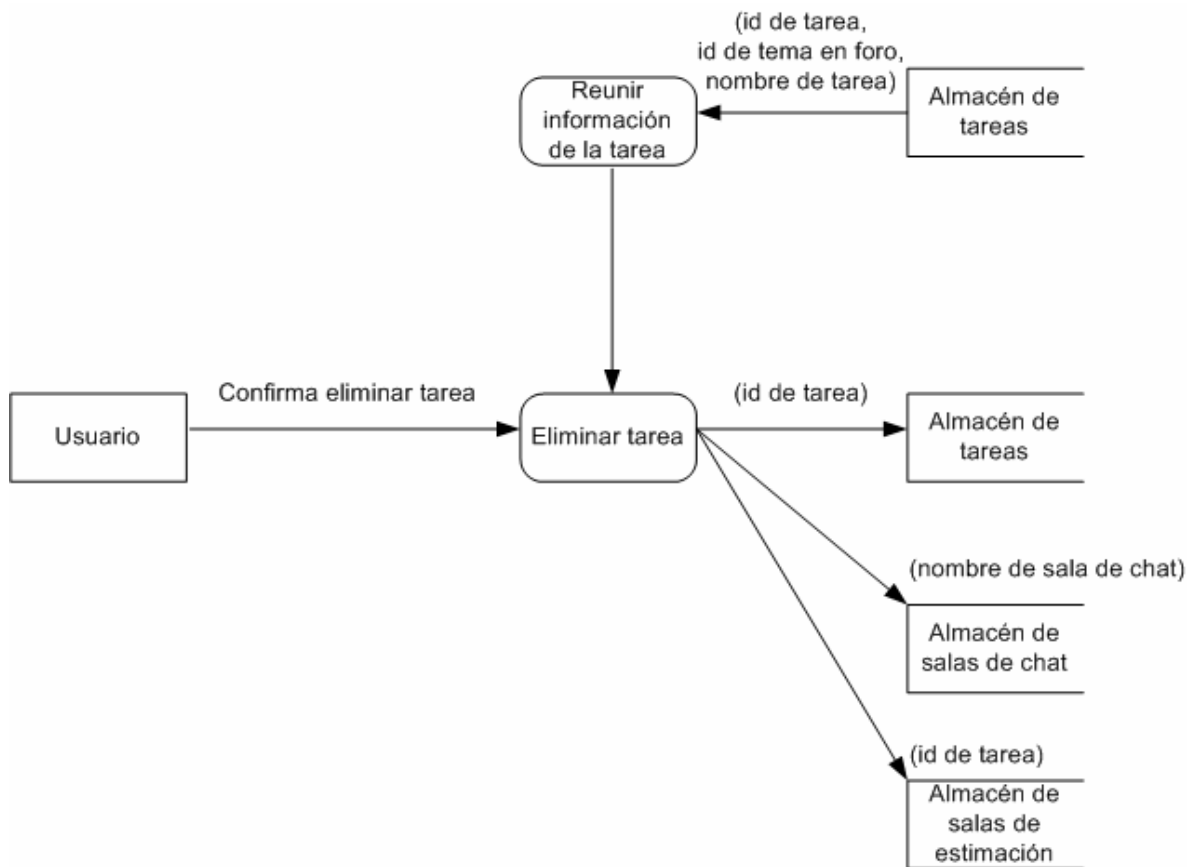 (id de tarea,
id de tema en foro,
nombre de tarea)
Reunir
información
de la tarea
Almacén de
tareas
Confirma eliminar tarea
(id de tarea)
Usuario
Eliminar tarea
Almacén de
tareas
(nombre de sala de chat)
Almacén de
salas de chat
(id de tarea)
Almacén de
salas de
estimación